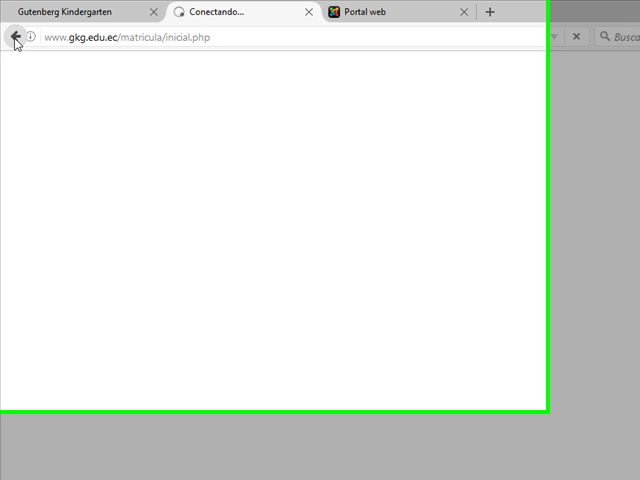 Gutenberg Kindergarten
Conectando...
Portal web
www.gkg.edu.ec/matricula/inicial.php
Busca